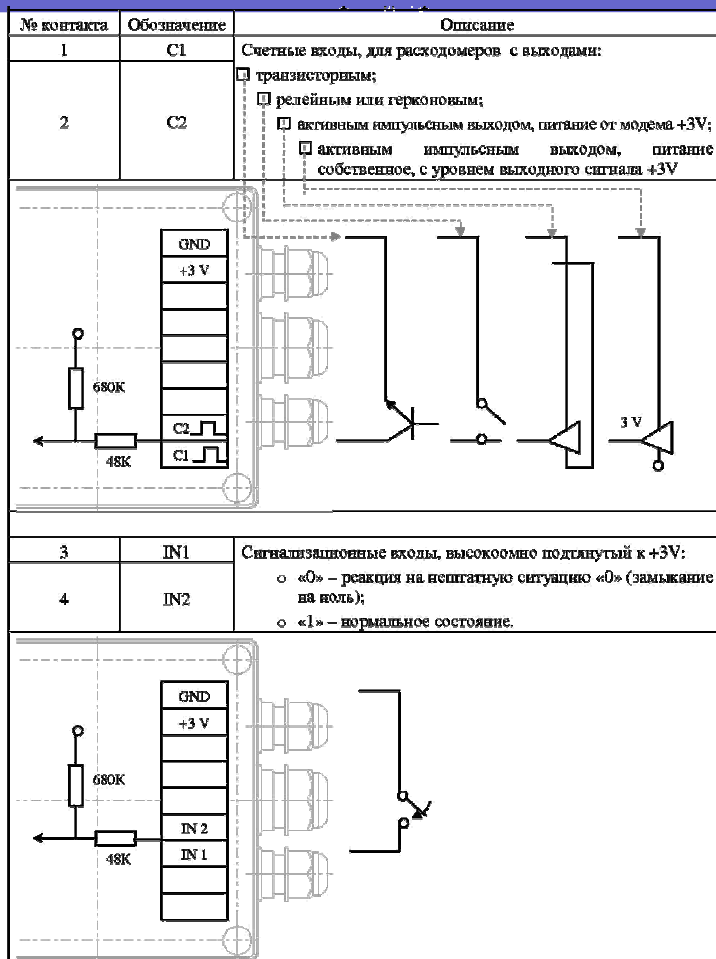 № контакта Обозначение Описание
1 C1 Счетные входы, для расходомеров с выходами:
транзисторным;
релейным или герконовым;
2 C2 активным импульсным выходом, питание от модема +3V;
активным импульсным выходом, питание
собственное, с уровнем выходного сигнала +3V
GND
+3 V
680K
C2
3 V
48K
C1
3 IN1 Сигнализационные входы, высокоомно подтянутый к +3V:
«0» – реакция на нештатную ситуацию «0» (замыкание
4 IN2 на ноль);
«1» – нормальное состояние.
GND
+3 V
680K
IN 2
48K
IN 1